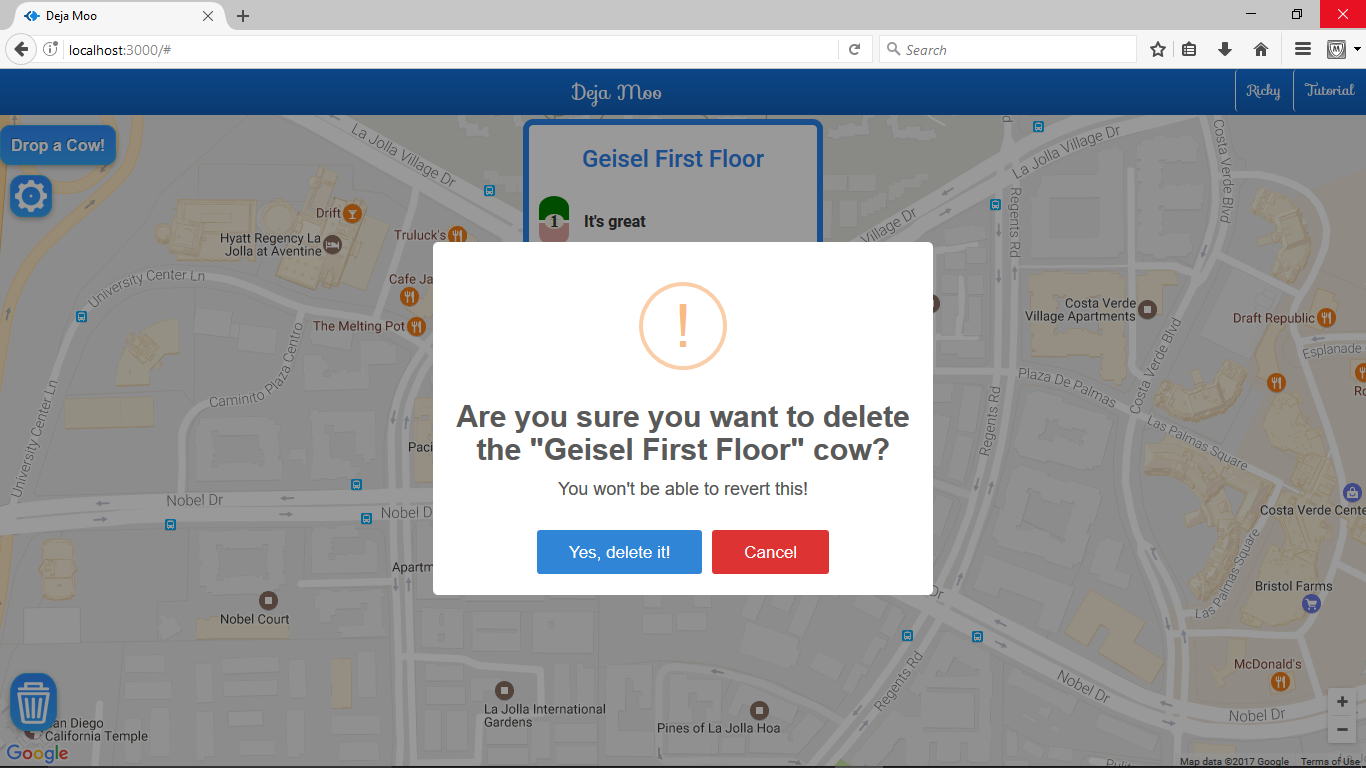 Deja Moo
localhost:3000/#
Search
Deja Moo
Ricky
Tutorial
Drop a Cow!
Geisel First Floor
1
It's great
Are you sure you want to delete
the "Geisel First Floor" cow?
You won't be able to revert this!
Yes, delete it!
Cancel
La Jolla Village Dr
La Jolla Village Dr
Village Dr
Regents Rd
Costa Verde Blvd
Drift
Hyatt Regency La
Jolla at Aventine
Truluck's
University Center Ln
Cafe Ja
The Melting Pot
Costa Verde
Village Apartments
Draft Republic
Esplanade
Ro
Caminito Plaza Centro
Plaza De Palmas
Costa Verde Blvd
University Center Ln
Regents Rd
Las Palmas Square
Paci
Nobel Dr
Nobel D
Costa Verde Cente
Apartm
Las Palmas Square
Bristol Farms
Nobel Court
Dr
McDonald's
Regents Rd
Nobel Dr
La Jolla International
Gardens
Pines of La Jolla Hoa
Nobel Dr
an Diego
California Temple
Google
+
−
Map data ©2017 Google
Terms of Use